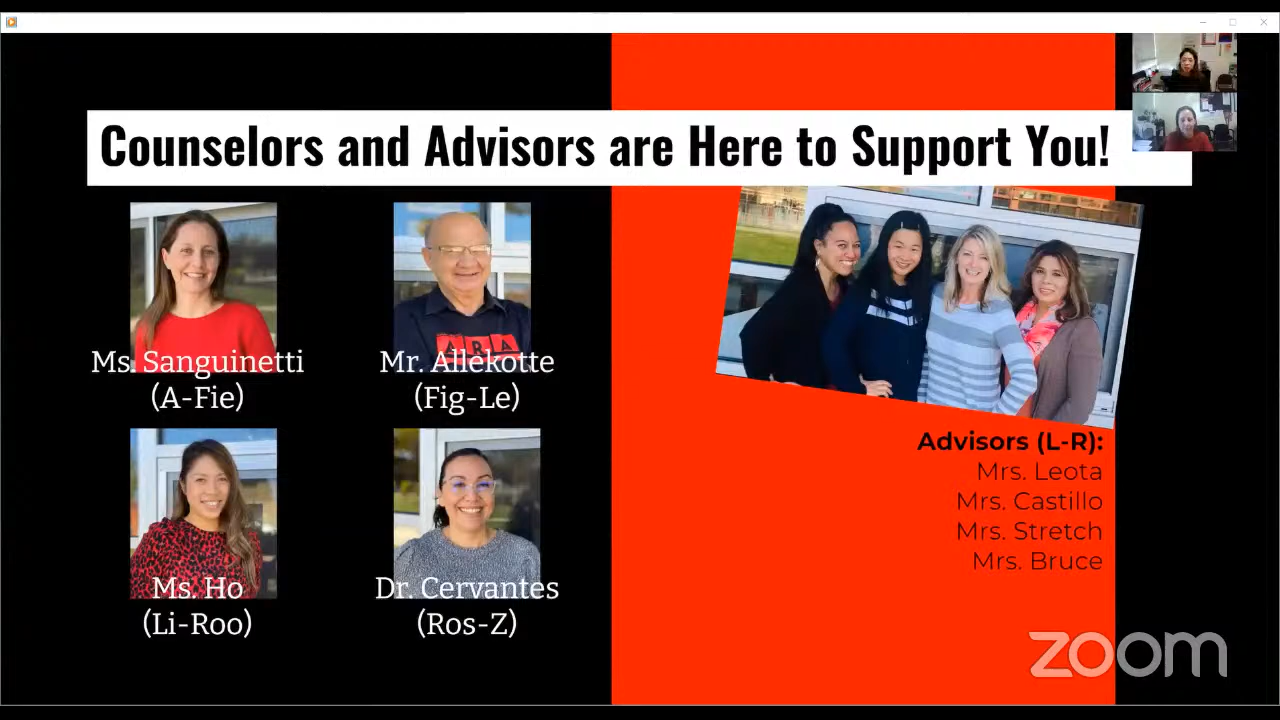 Counselors and Advisors are Here to Support You!
Ms. Sanguinetti
(A-Fie)
Mr. Allekotte
(Fig-Le)
Ms. Ho
(Li-Roo)
Dr. Cervantes
(Ros-Z)
Advisors (L-R):
Mrs. Leota
Mrs. Castillo
Mrs. Stretch
Mrs. Bruce
zoom